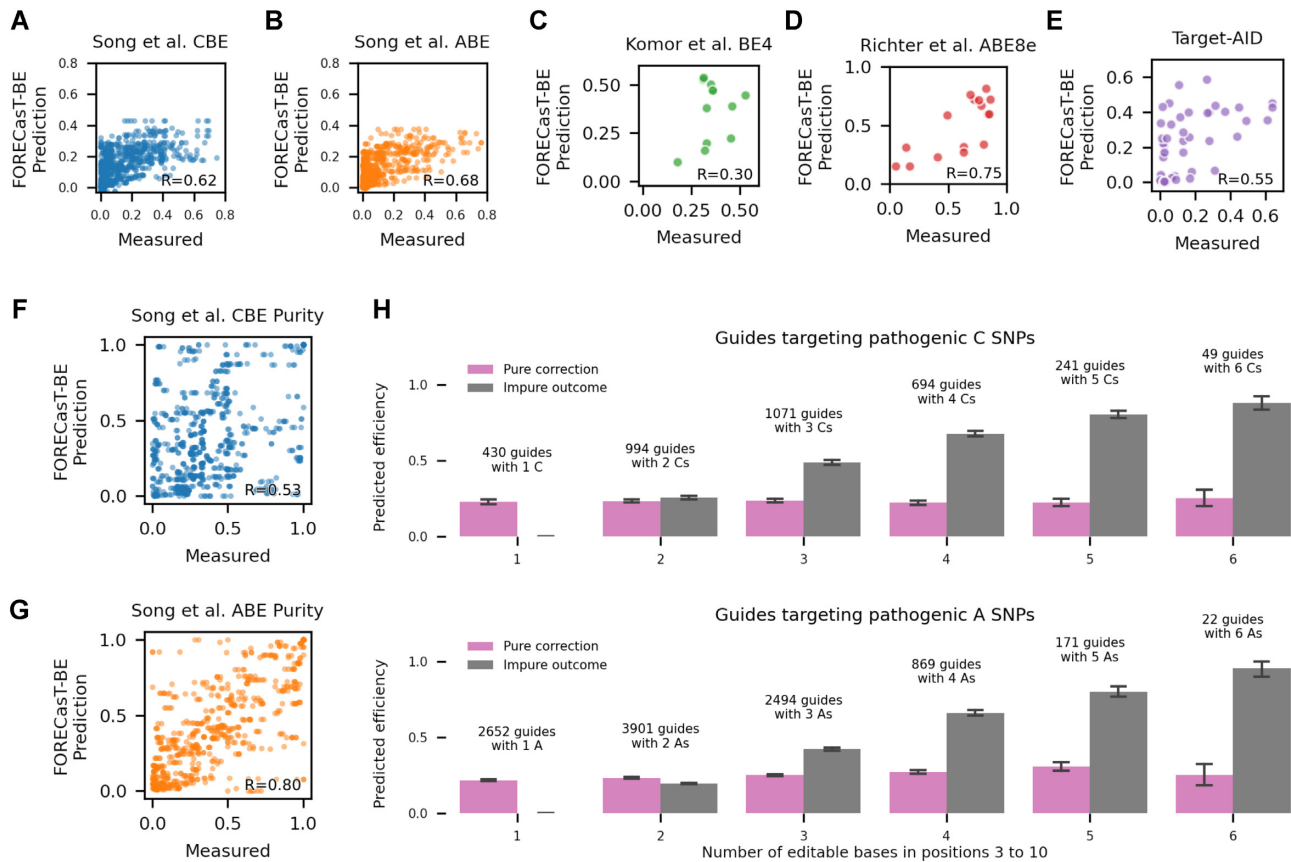 A
Song et al. CBE
FORECasT-BE
Prediction
0.8
0.6
0.4
0.2
0.0
R=0.62
0.0 0.2 0.4 0.6 0.8
Measured
B
Song et al. ABE
FORECasT-BE
Prediction
0.8
0.6
0.4
0.2
0.0
R=0.68
0.0 0.2 0.4 0.6 0.8
Measured
C
Komor et al. BE4
FORECasT-BE
Prediction
0.50
0.25
0.00
R=0.30
0.00 0.25 0.50
Measured
D
Richter et al. ABE8e
FORECasT-BE
Prediction
1.0
0.5
0.0
R=0.75
0.0 0.5 1.0
Measured
E
Target-AID
FORECasT-BE
Prediction
0.6
0.4
0.2
0.0
R=0.55
0.0 0.2 0.4 0.6
Measured
F
Song et al. CBE Purity
FORECasT-BE
Prediction
1.0
0.5
0.0
R=0.53
0.0 0.5 1.0
Measured
G
Song et al. ABE Purity
FORECasT-BE
Prediction
1.0
0.5
0.0
R=0.80
0.0 0.5 1.0
Measured
H
Guides targeting pathogenic C SNPs
Pure correction
Impure outcome
Predicted efficiency
1.0
0.5
0.0
430 guides
with 1 C
994 guides
with 2 Cs
1071 guides
with 3 Cs
694 guides
with 4 Cs
241 guides
with 5 Cs
49 guides
with 6 Cs
1 2 3 4 5 6
Guides targeting pathogenic A SNPs
Pure correction
Impure outcome
Predicted efficiency
1.0
0.5
0.0
2652 guides
with 1 A
3901 guides
with 2 As
2494 guides
with 3 As
869 guides
with 4 As
171 guides
with 5 As
22 guides
with 6 As
1 2 3 4 5 6
Number of editable bases in positions 3 to 10